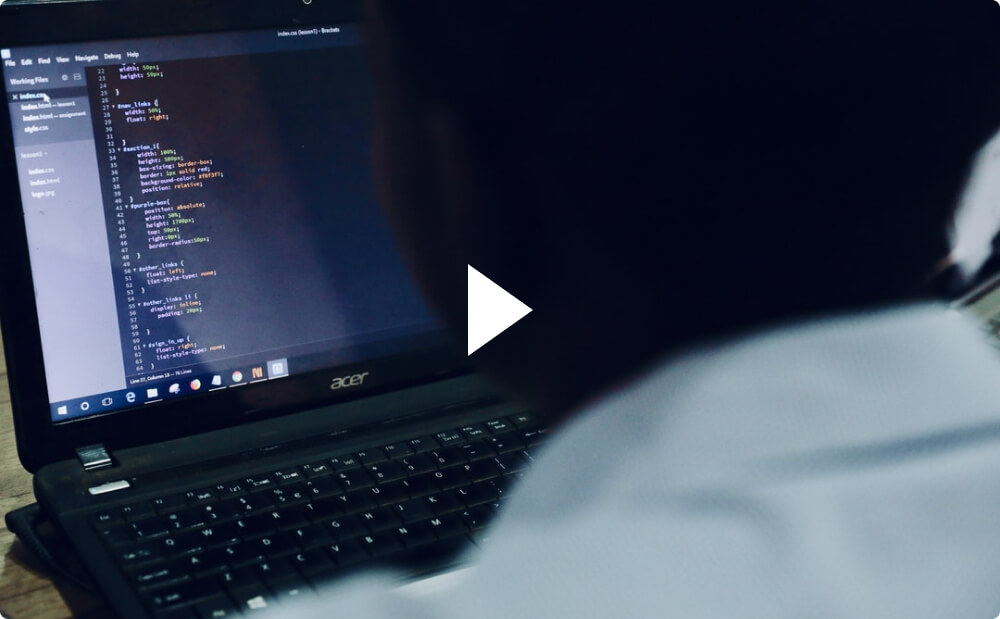 index.css (lesson1) - Brackets
File Edit Find View Navigate Debug Help
Working Files
index.css
index.html — lesson1
index.html — assignment
style.css
lesson1
index.css
index.html
logo.jpg
22 width: 50px;
23 height: 50px;
24
25 }
26
27 #nav_links {
28 width: 50%;
29 float: right;
30
31
32 }
33 #section_1{
34 width: 100%;
35 height: 500px;
36 box-sizing: border-box;
37 border: 1px solid red;
38 background-color: #f8f3f7;
39 position: relative;
40 }
41 #purple-box{
42 position: absolute;
43 width: 50%;
44 height: 1700px;
45 top: 50px;
46 right:0px;
47 border-radius:50px;
48 }
49
50 #other_links {
51 float: left;
52 list-style-type: none;
53 }
54
55 #other_links li {
56 display: inline;
57 padding: 20px;
58
59 }
60
61 #sign_in_up {
62 float: right;
63 list-style-type: none;
64 }
Line 27, Column 13 — 76 Lines
acer
Q W E R T Y U I O P
A S D F G H J K L
Z X C V B N M